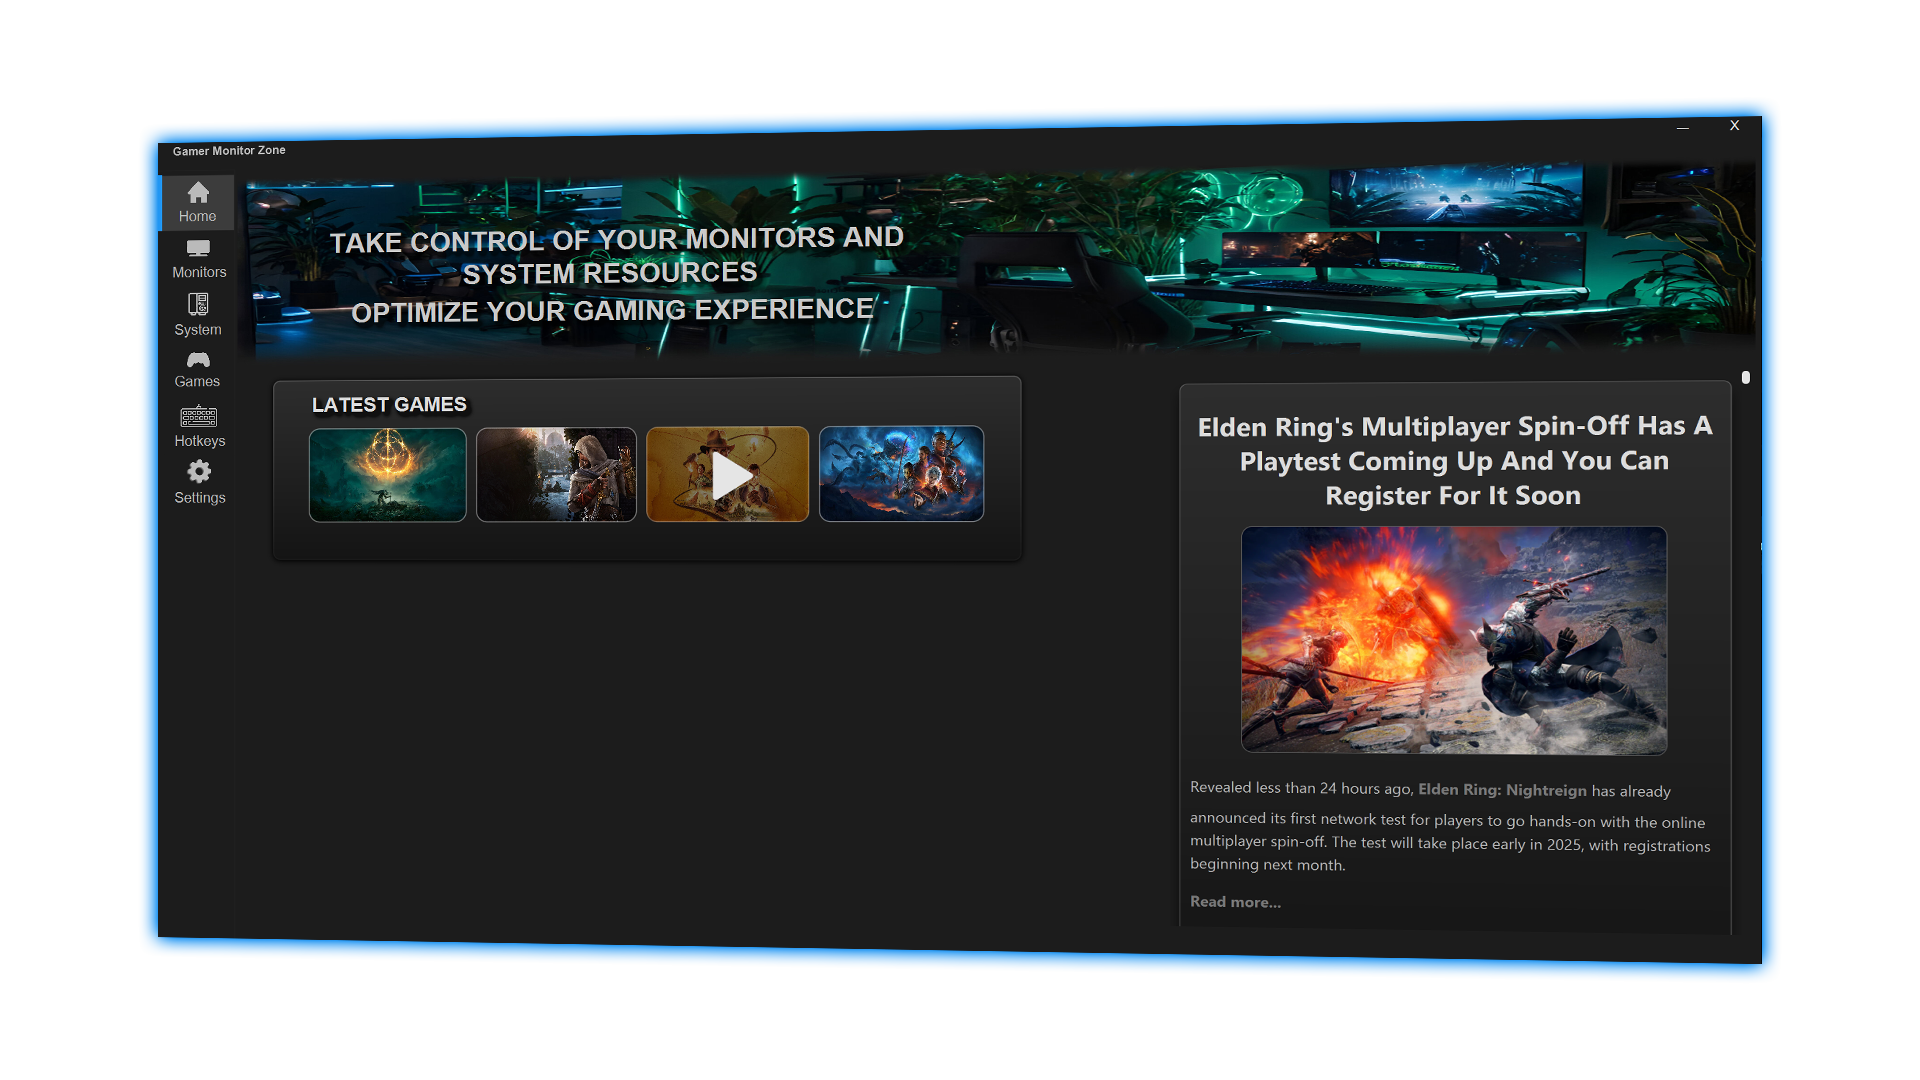 Gamer Monitor Zone
X
Home
Monitors
System
Games
Hotkeys
Settings
TAKE CONTROL OF YOUR MONITORS AND
SYSTEM RESOURCES
OPTIMIZE YOUR GAMING EXPERIENCE
LATEST GAMES
Elden Ring's Multiplayer Spin-Off Has A
Playtest Coming Up And You Can
Register For It Soon
Revealed less than 24 hours ago, Elden Ring: Nightreign has already
announced its first network test for players to go hands-on with the online
multiplayer spin-off. The test will take place early in 2025, with registrations
beginning next month.
Read more...